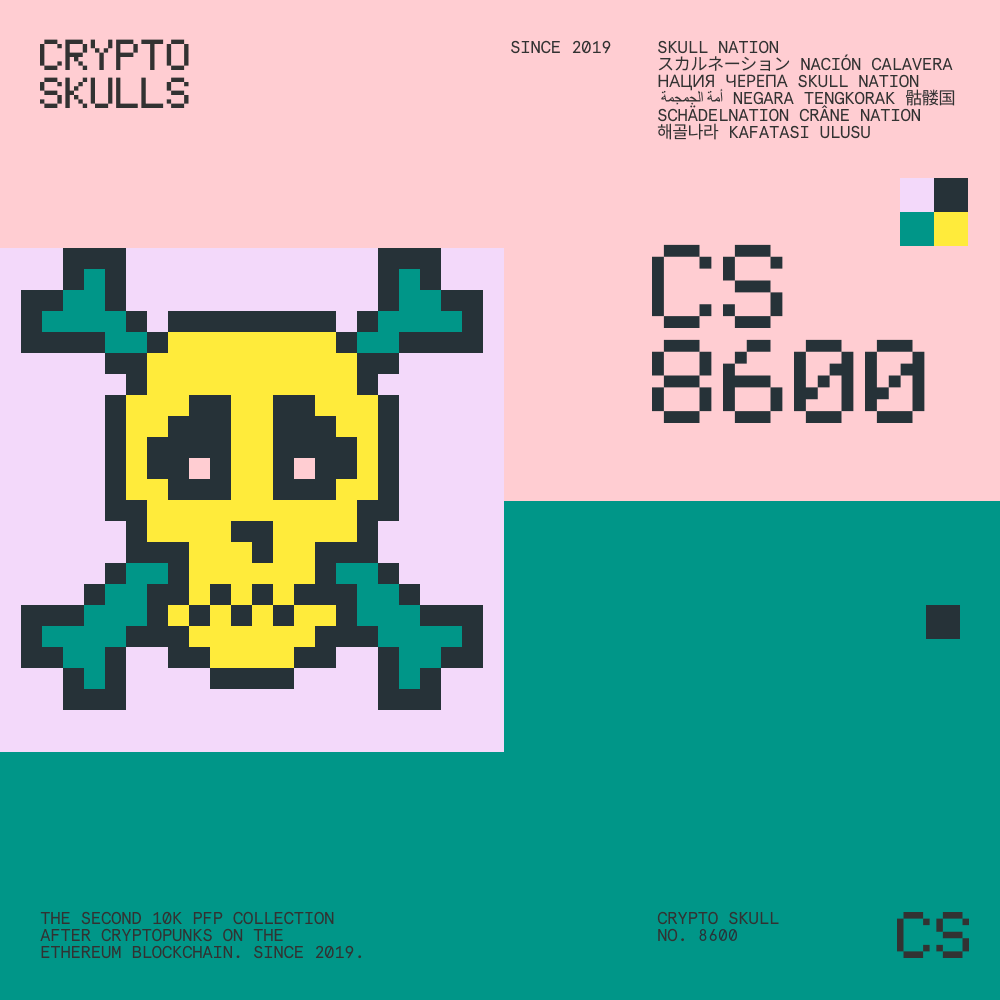 CRYPTO
SKULLS
SINCE 2019
SKULL NATION
スカルネーション NACIÓN CALAVERA
НАЦИЯ ЧЕРЕПА SKULL NATION
أمة الجمجمة NEGARA TENGKORAK 骷髅国
SCHÄDELNATION CRÂNE NATION
해골나라 KAFATASI ULUSU
CS
8600
THE SECOND 10K PFP COLLECTION
AFTER CRYPTOPUNKS ON THE
ETHEREUM BLOCKCHAIN. SINCE 2019.
CRYPTO SKULL
NO. 8600
CS